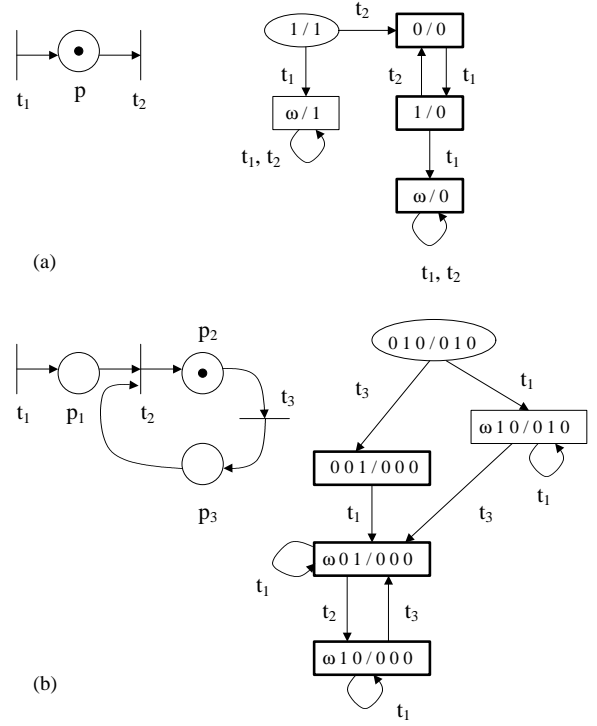 1 / 1
t2
0 / 0
t1
t2
t1
t1
p
t2
ω / 1
1 / 0
t1, t2
t1
ω / 0
(a)
t1, t2
p2
0 1 0 / 0 1 0
t3
t1
t3
t1
p1
t2
ω 1 0 / 0 1 0
0 0 1 / 0 0 0
t1
p3
t1
t3
ω 0 1 / 0 0 0
t1
t2
t3
ω 1 0 / 0 0 0
(b)
t1